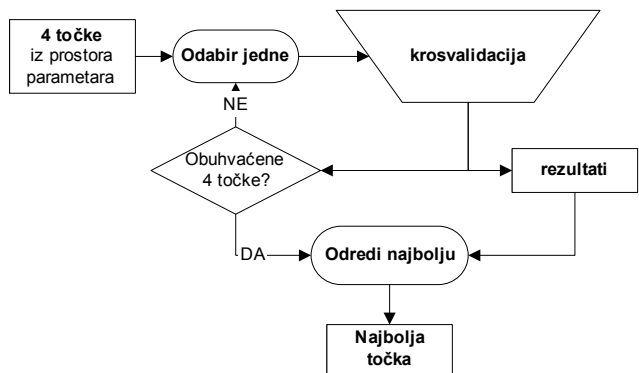 4 točke
iz prostora
parametara
Odabir jedne
krosvalidacija
NE
Obuhvaćene
4 točke?
rezultati
DA
Odredi najbolju
Najbolja
točka